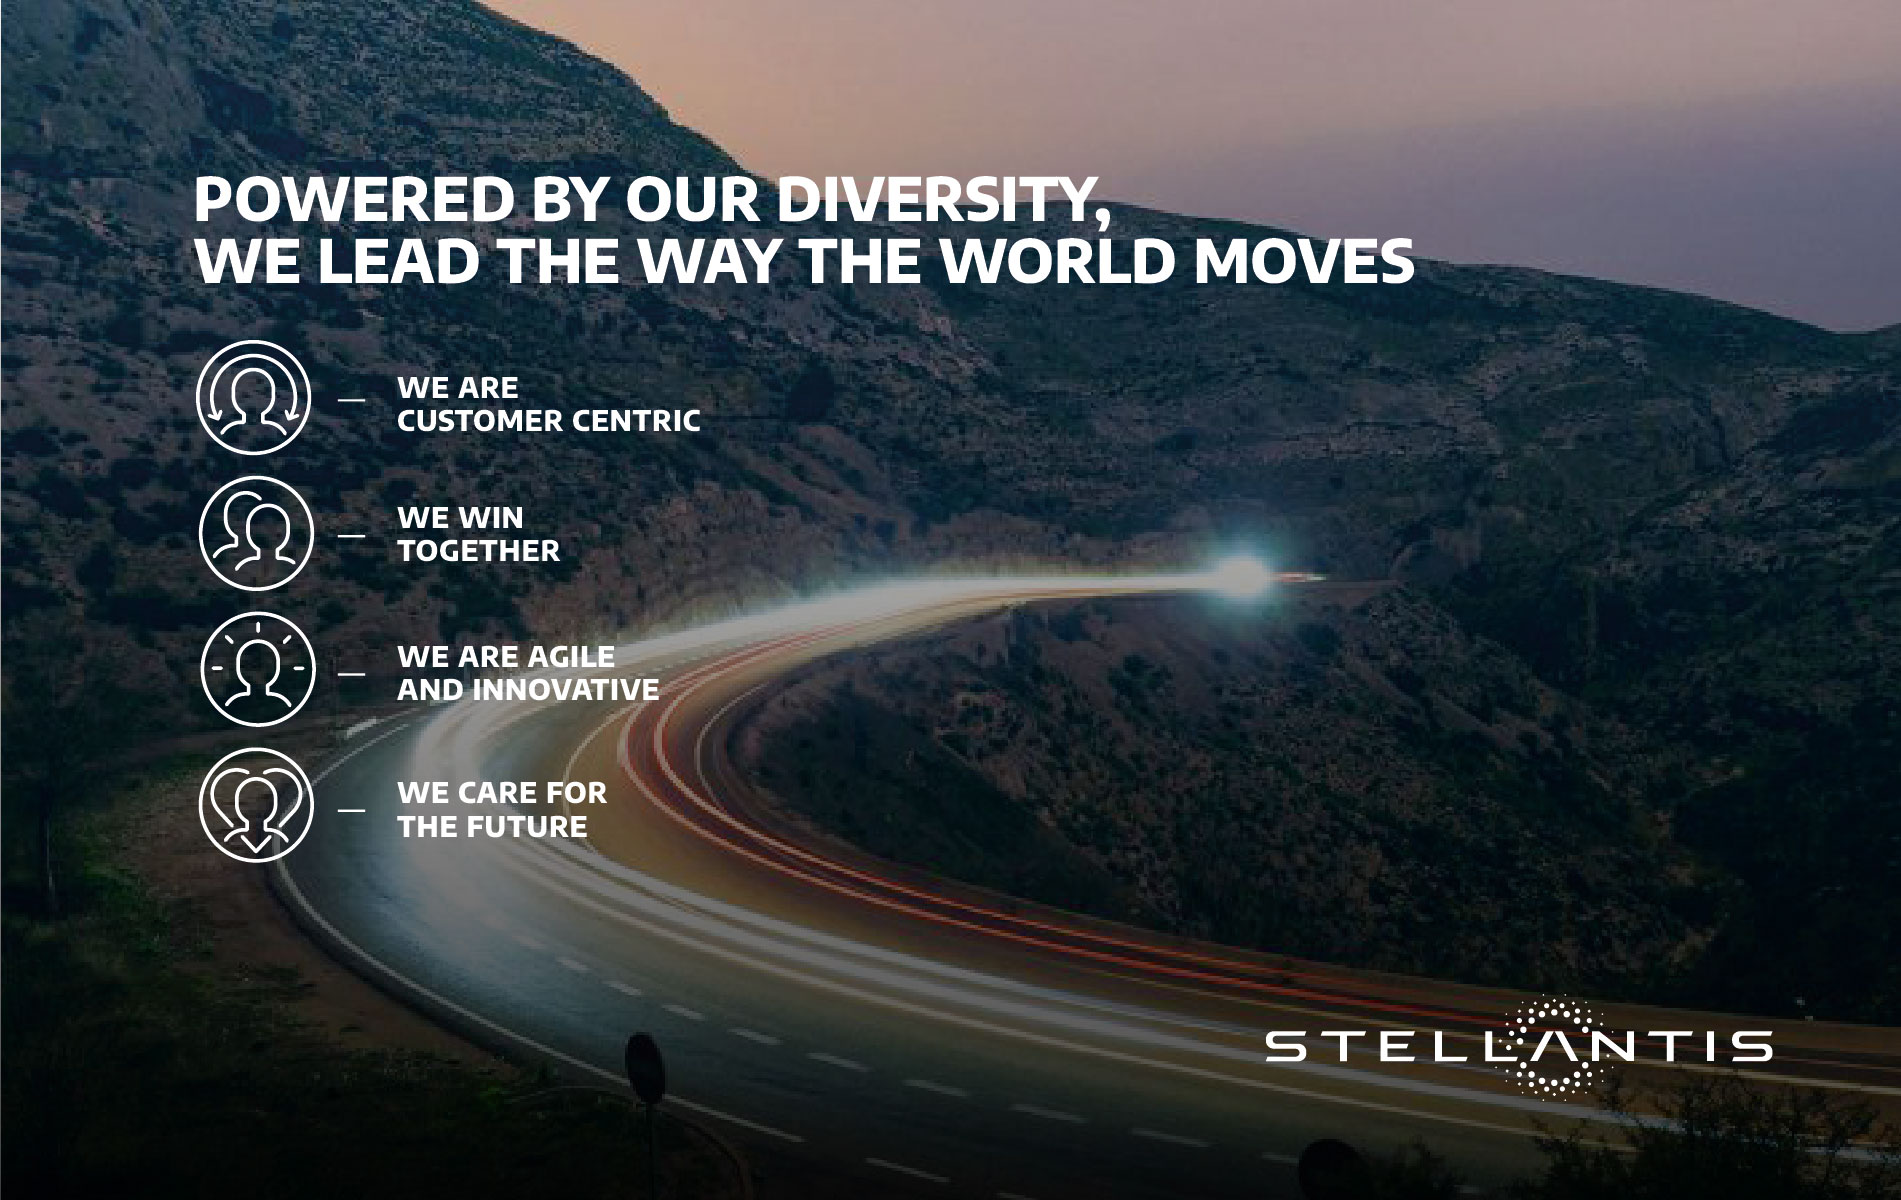 POWERED BY OUR DIVERSITY,
WE LEAD THE WAY THE WORLD MOVES
WE ARE
CUSTOMER CENTRIC
WE WIN
TOGETHER
WE ARE AGILE
AND INNOVATIVE
WE CARE FOR
THE FUTURE
STELLANTIS